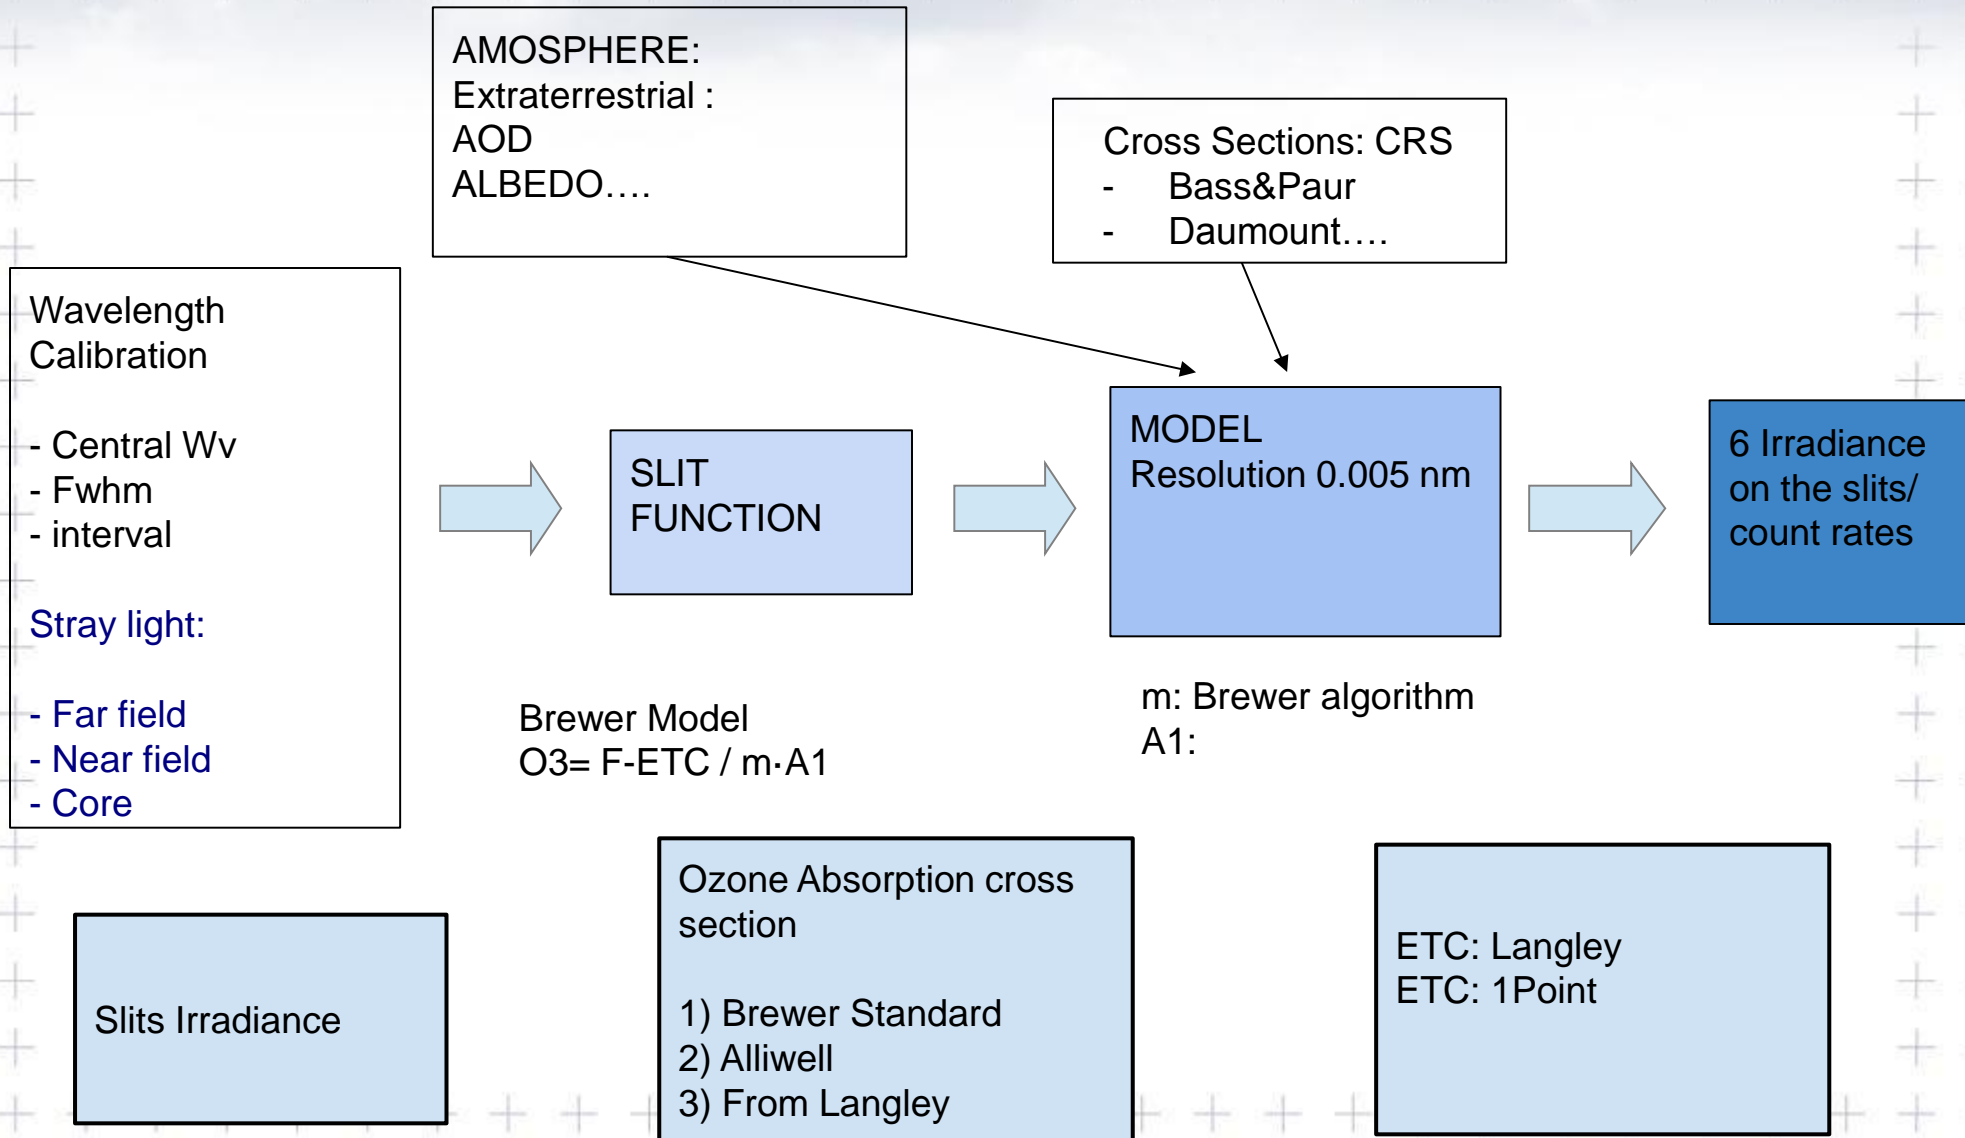 AMOSPHERE:
Extraterrestrial :
AOD
ALBEDO....
Cross Sections: CRS
- Bass&Paur
- Daumount....
Wavelength
Calibration
- Central Wv
- Fwhm
- interval
Stray light:
- Far field
- Near field
- Core
SLIT
FUNCTION
MODEL
Resolution 0.005 nm
6 Irradiance
on the slits/
count rates
Brewer Model
O3= F-ETC / m·A1
m: Brewer algorithm
A1:
Slits Irradiance
Ozone Absorption cross
section
1) Brewer Standard
2) Alliwell
3) From Langley
ETC: Langley
ETC: 1Point